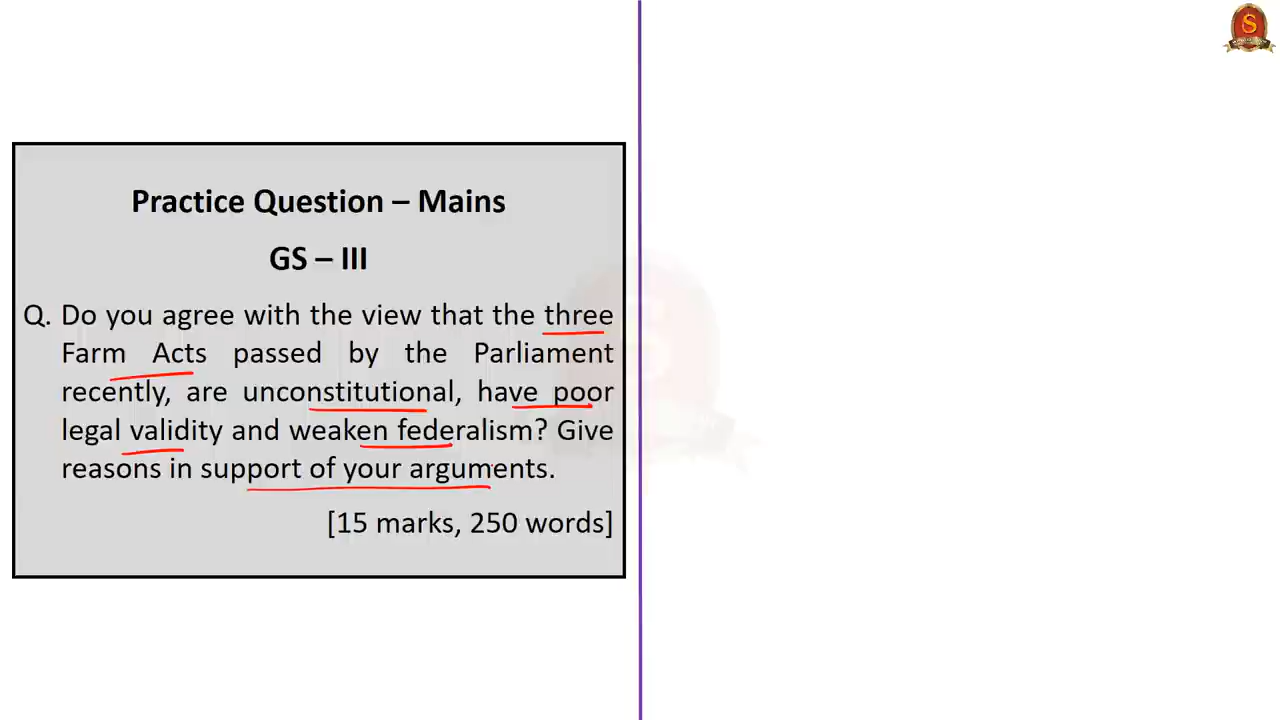 Practice Question – Mains
GS – III
Q. Do you agree with the view that the three
Farm Acts passed by the Parliament
recently, are unconstitutional, have poor
legal validity and weaken federalism? Give
reasons in support of your arguments.
[15 marks, 250 words]
S